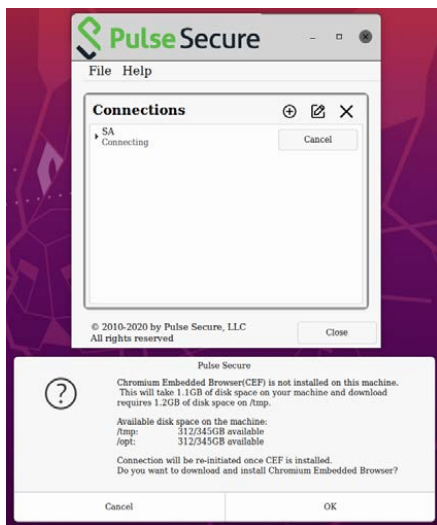 Pulse Secure
File Help
Connections
SA
Connecting
Cancel
© 2010-2020 by Pulse Secure, LLC
All rights reserved
Close
Pulse Secure
Chromium Embedded Browser(CEF) is not installed on this machine.
This will take 1.1GB of disk space on your machine and download
requires 1.2GB of disk space on /tmp.
Available disk space on the machine:
/tmp: 312/345GB available
/opt: 312/345GB available
Connection will be re-initiated once CEF is installed.
Do you want to download and install Chromium Embedded Browser?
Cancel
OK